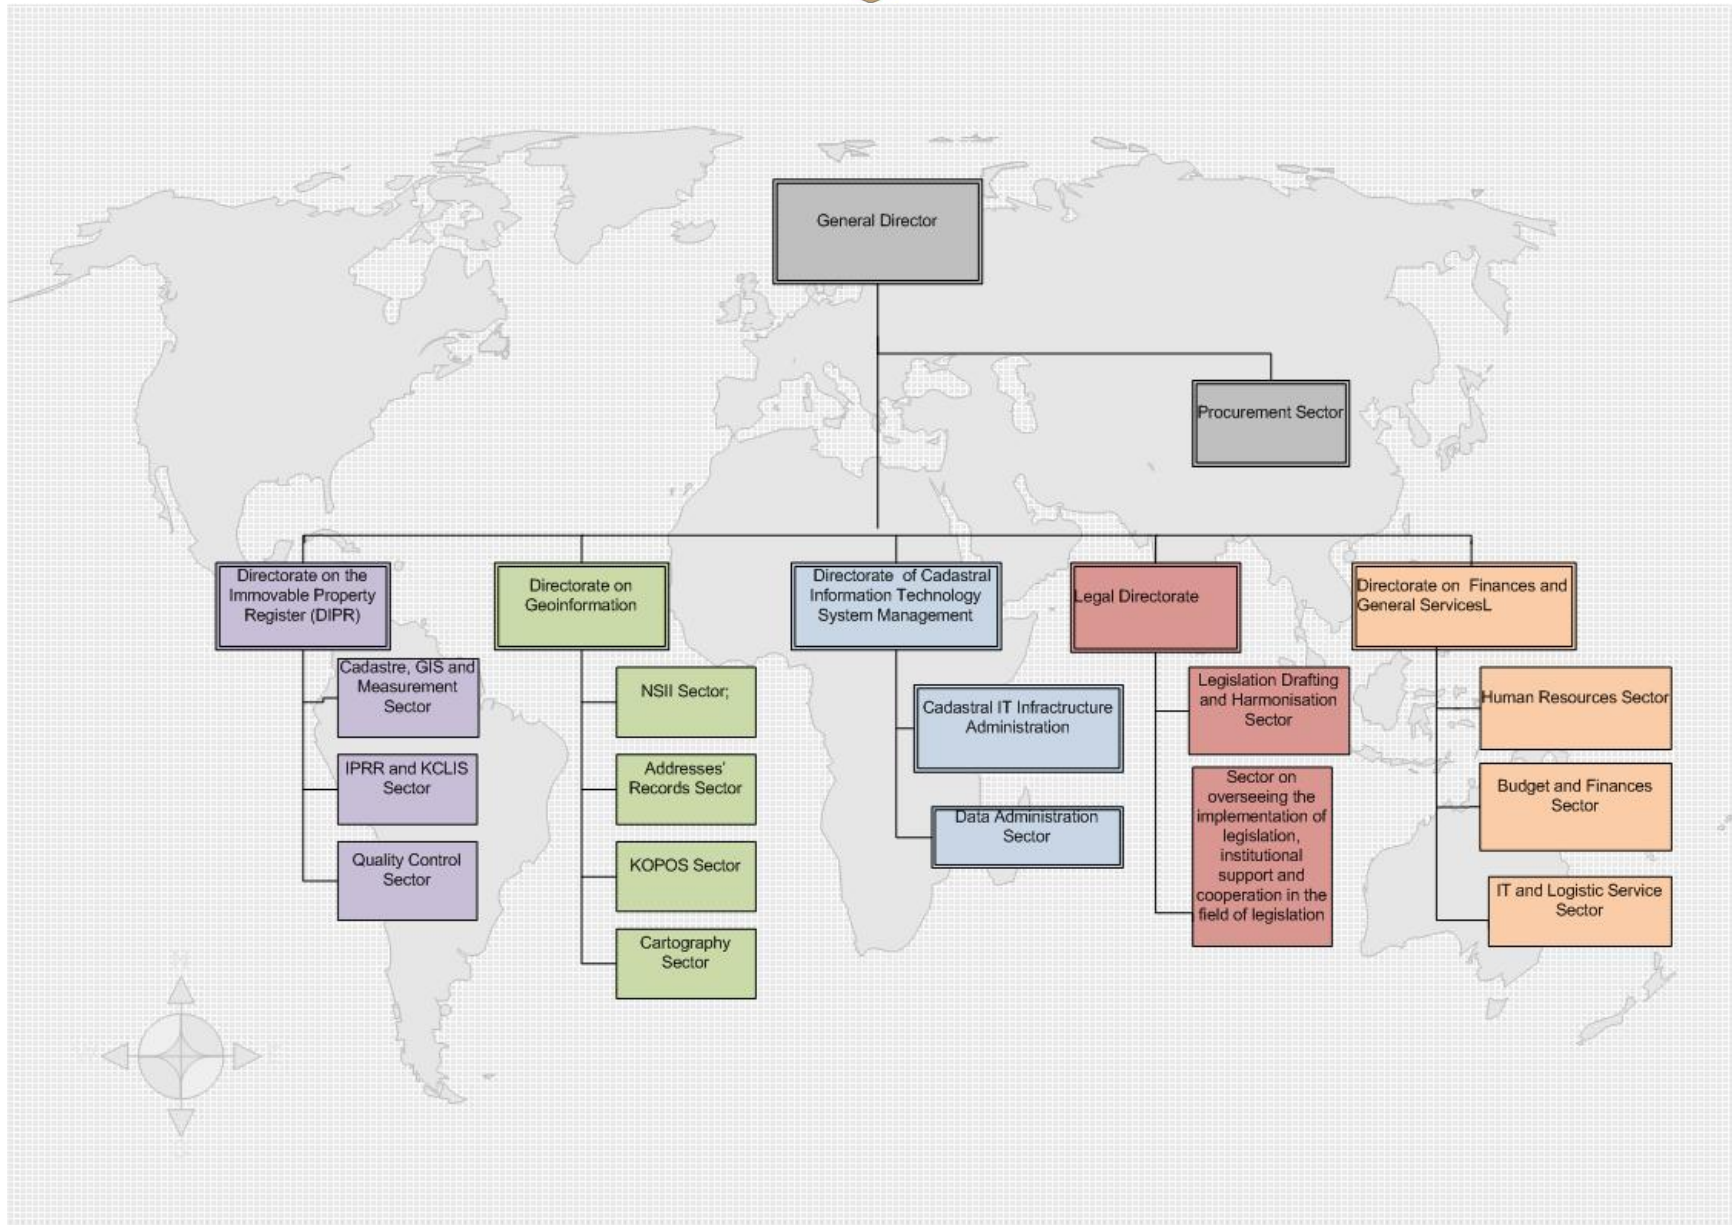 General Director
Procurement Sector
Directorate on the
Immovable Property
Register (DIPR)
Cadastre, GIS and
Measurement
Sector
IPRR and KCLIS
Sector
Quality Control
Sector
Directorate on
Geoinformation
NSII Sector;
Addresses'
Records Sector
KOPOS Sector
Cartography
Sector
Directorate of Cadastral
Information Technology
System Management
Cadastral IT Infractructure
Administration
Data Administration
Sector
Legal Directorate
Legislation Drafting
and Harmonisation
Sector
Sector on
overseeing the
implementation of
legislation,
institutional
support and
cooperation in the
field of legislation
Directorate on Finances and
General ServicesL
Human Resources Sector
Budget and Finances
Sector
IT and Logistic Service
Sector